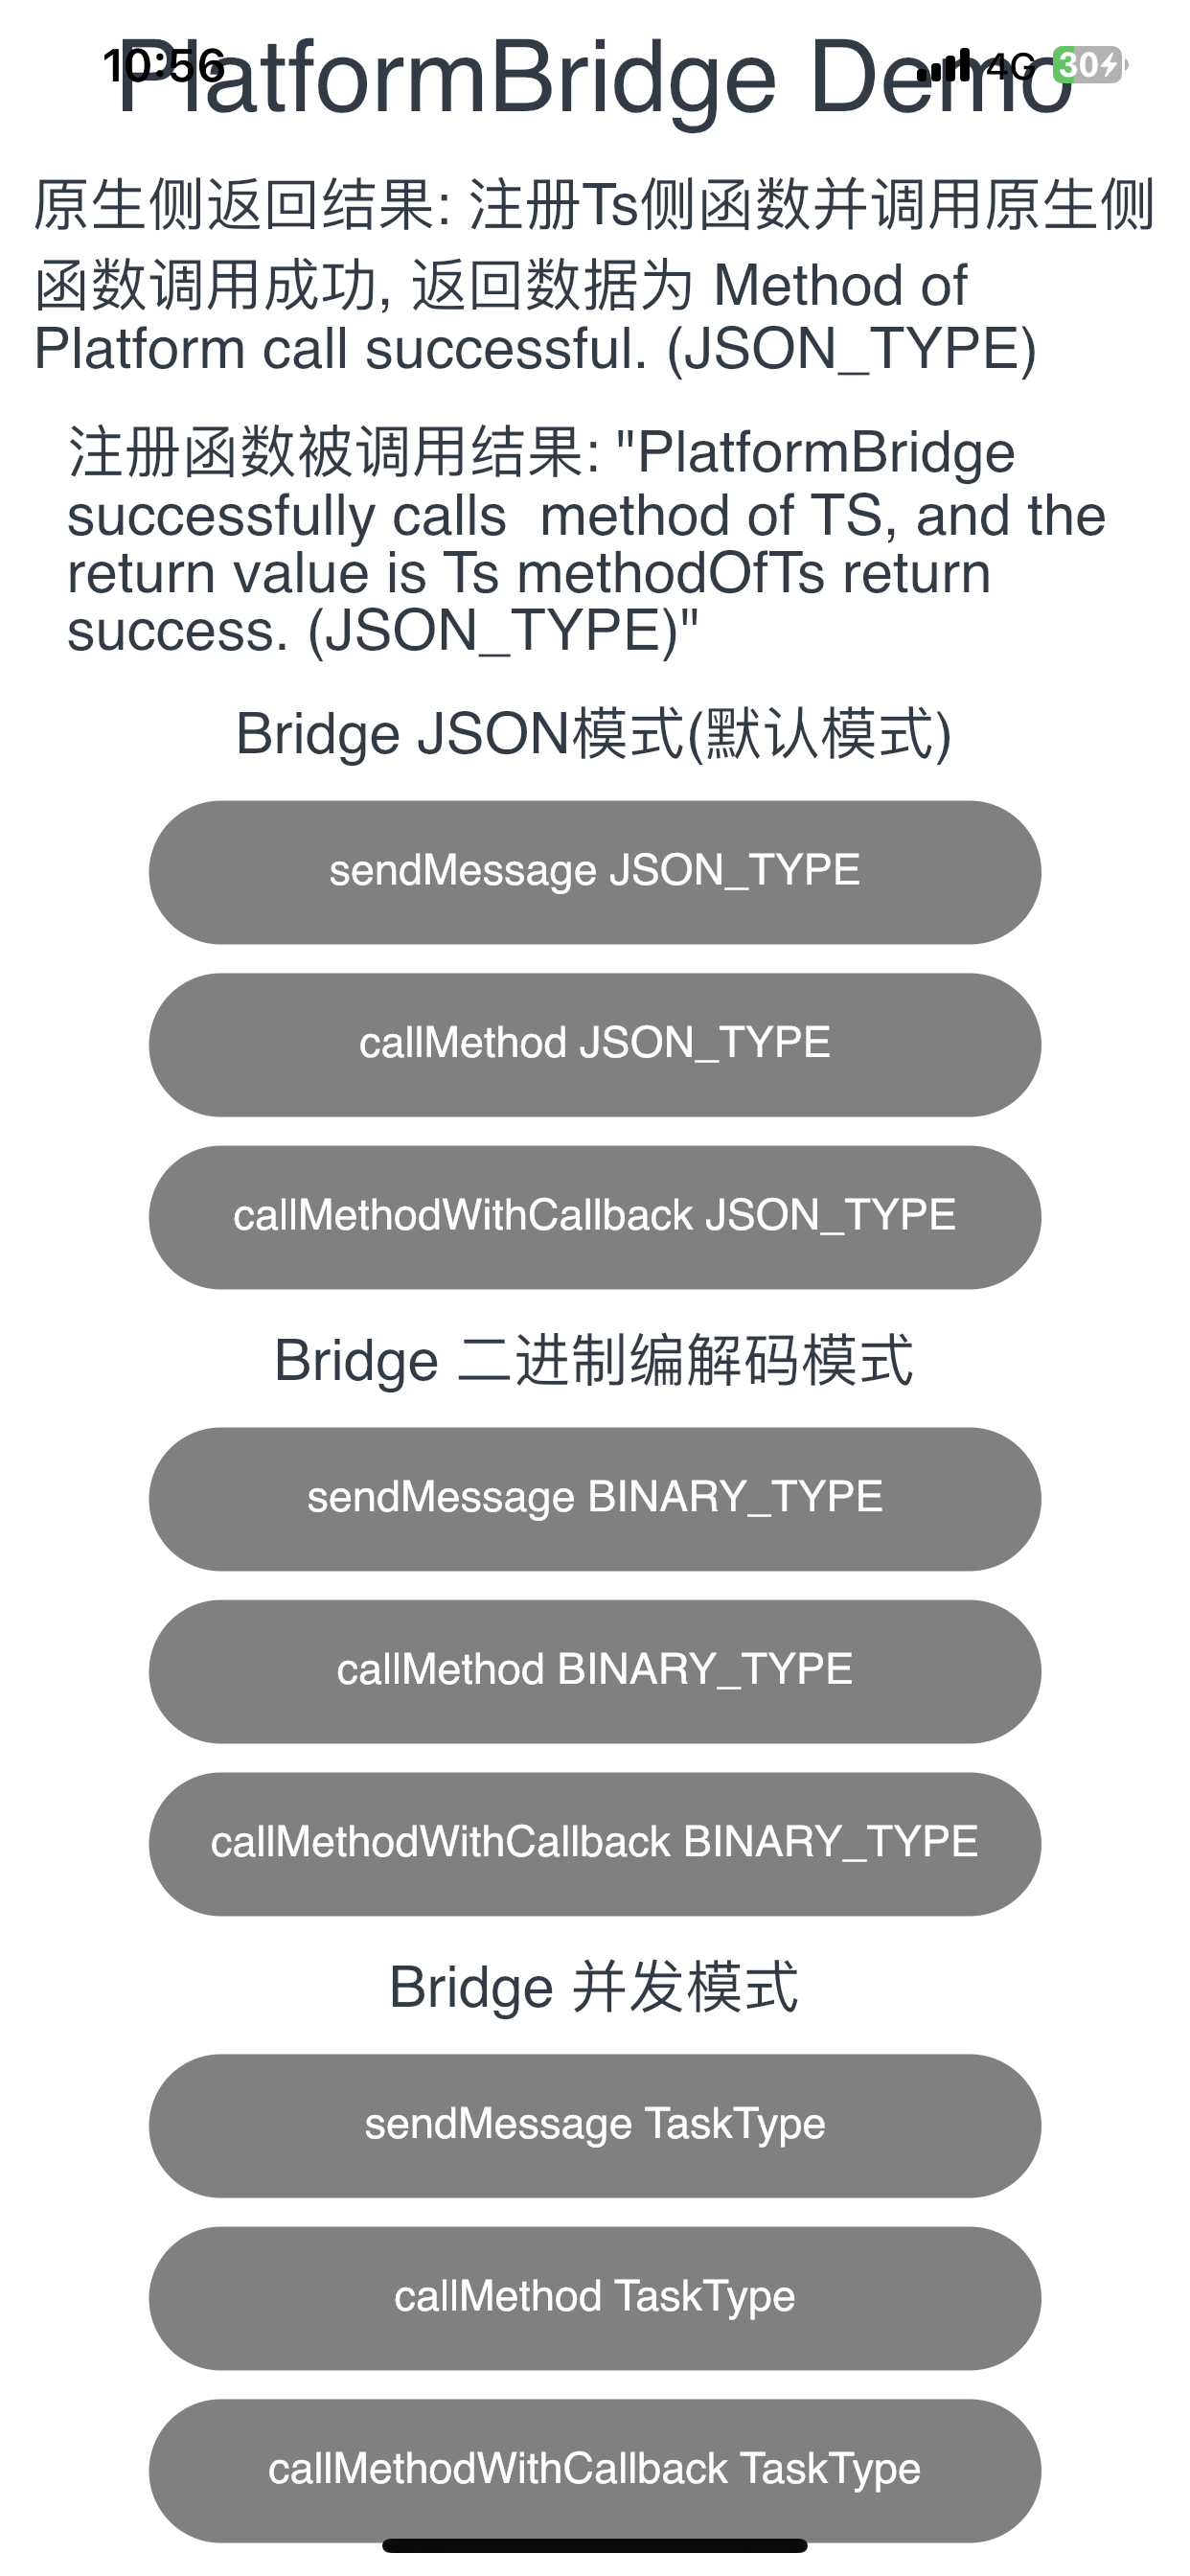 10:56
4G
30
PlatformBridge Demo
原生侧返回结果: 注册Ts侧函数并调用原生侧
函数调用成功, 返回数据为 Method of
Platform call successful. (JSON_TYPE)
注册函数被调用结果: "PlatformBridge
successfully calls  method of TS, and the
return value is Ts methodOfTs return
success. (JSON_TYPE)"
Bridge JSON模式(默认模式)
sendMessage JSON_TYPE
callMethod JSON_TYPE
callMethodWithCallback JSON_TYPE
Bridge 二进制编解码模式
sendMessage BINARY_TYPE
callMethod BINARY_TYPE
callMethodWithCallback BINARY_TYPE
Bridge 并发模式
sendMessage TaskType
callMethod TaskType
callMethodWithCallback TaskType